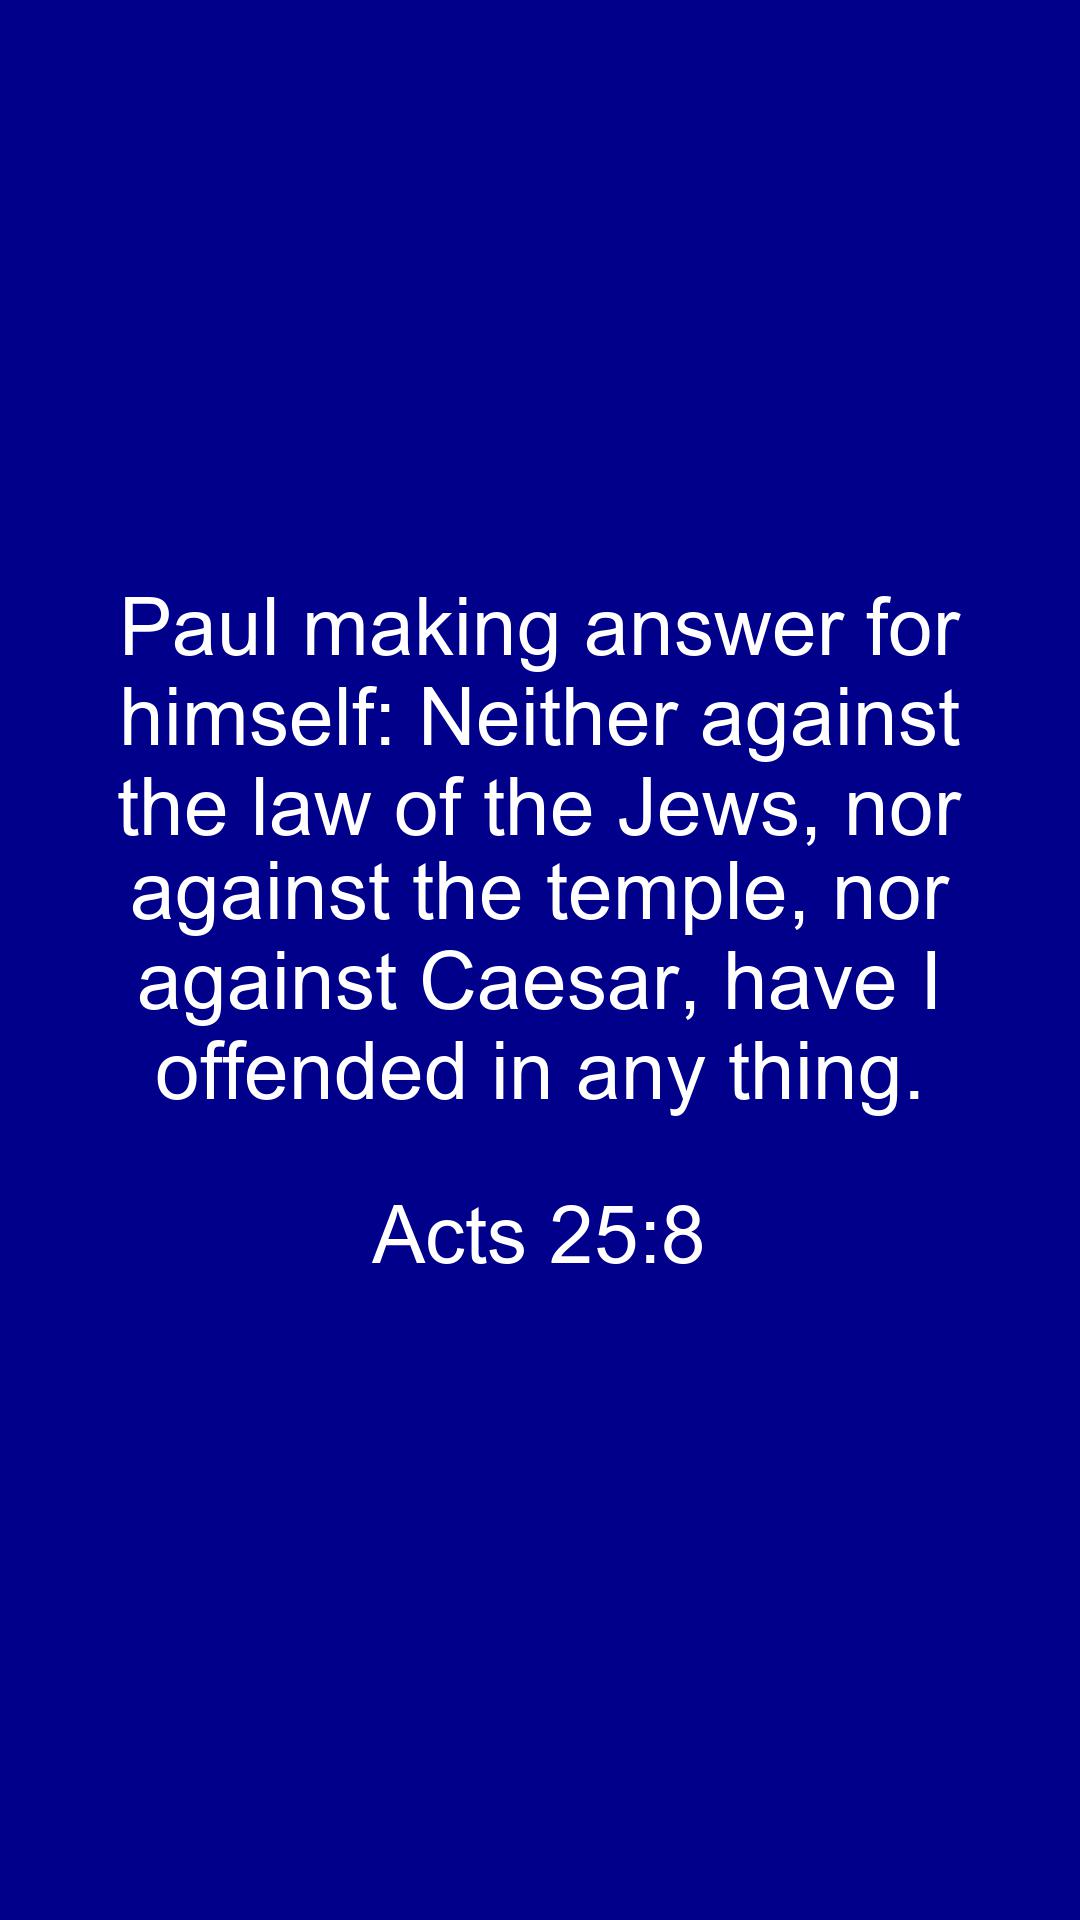 Paul making answer for
himself: Neither against
the law of the Jews, nor
against the temple, nor
against Caesar, have I
offended in any thing.
Acts 25:8